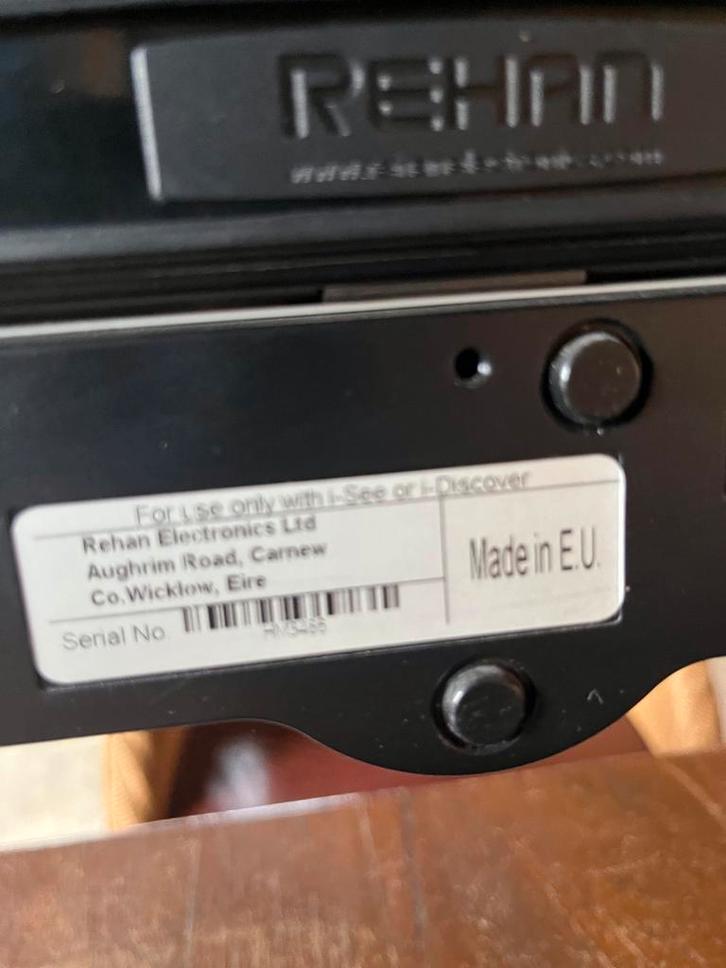 REHAN
For use only with i-See or i-Discover
Rehan Electronics Ltd
Aughrim Road, Carnew
Co.Wicklow, Eire
Made in E.U.
Serial No.